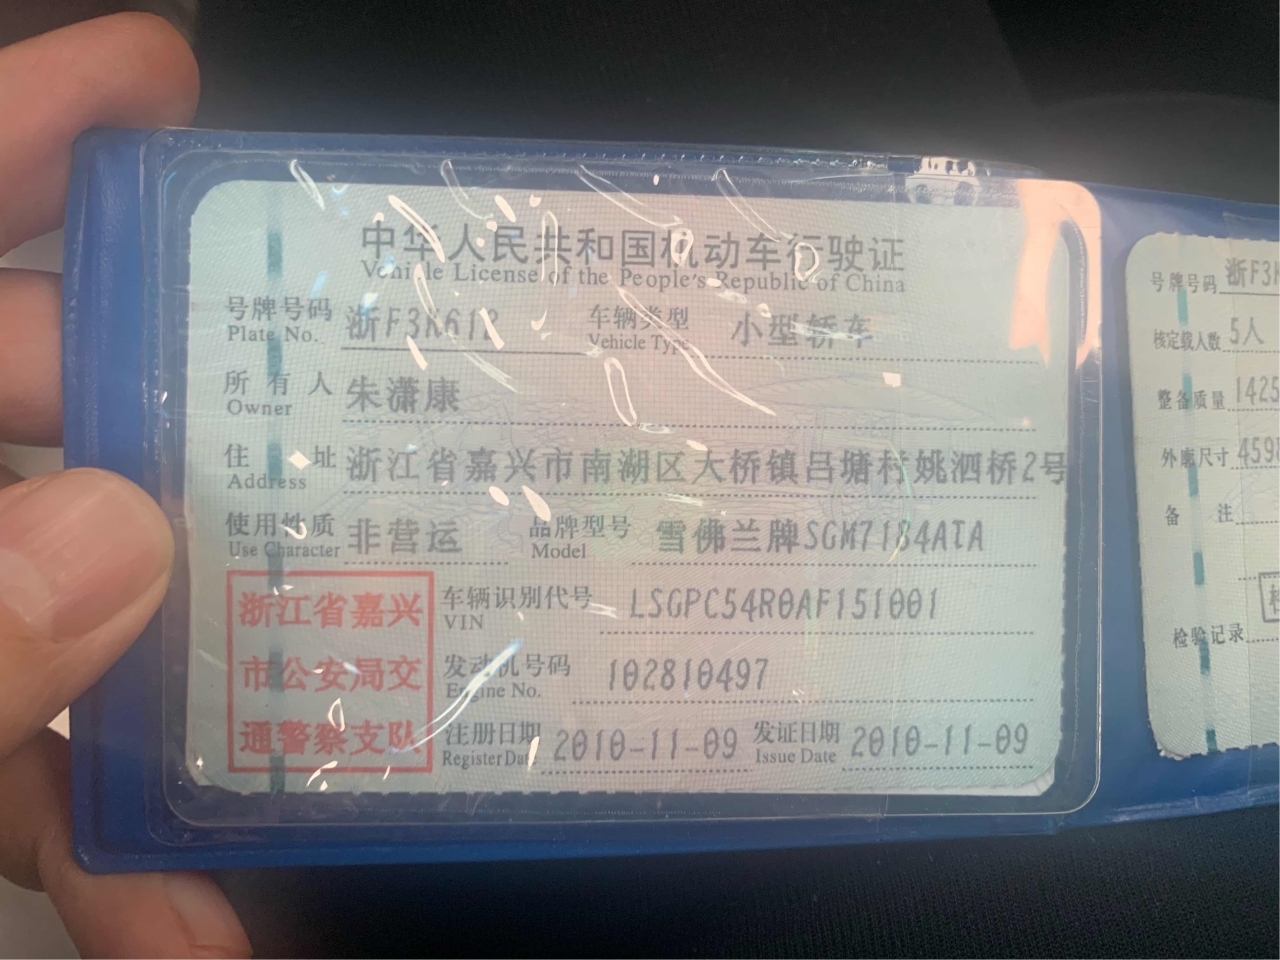 中华人民共和国机动车行驶证
Vehicle License of the People's Republic of China
号牌号码 浙F3K612 车辆类型 小型轿车
Plate No. Vehicle Type
所有人 朱潇康
Owner
住址 浙江省嘉兴市南湖区大桥镇吕塘村姚泗桥2号
Address
使用性质 非营运 品牌型号 雪佛兰牌SGM7184ATA
Use Character Model
浙江省嘉兴
市公安局交
通警察支队
车辆识别代号 LSGPC54R0AF151001
VIN
发动机号码 102810497
Engine No.
注册日期 2010-11-09 发证日期 2010-11-09
Register Date Issue Date
号牌号码 浙F3
核定载人数 5人
整备质量 1425
外廓尺寸 459
备注
检验记录